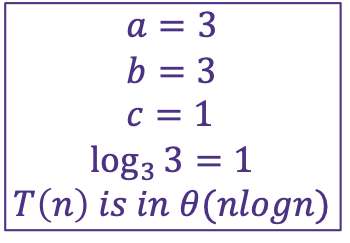 a = 3
b = 3
c = 1
log₃ 3 = 1
T(n) is in θ(nlogn)